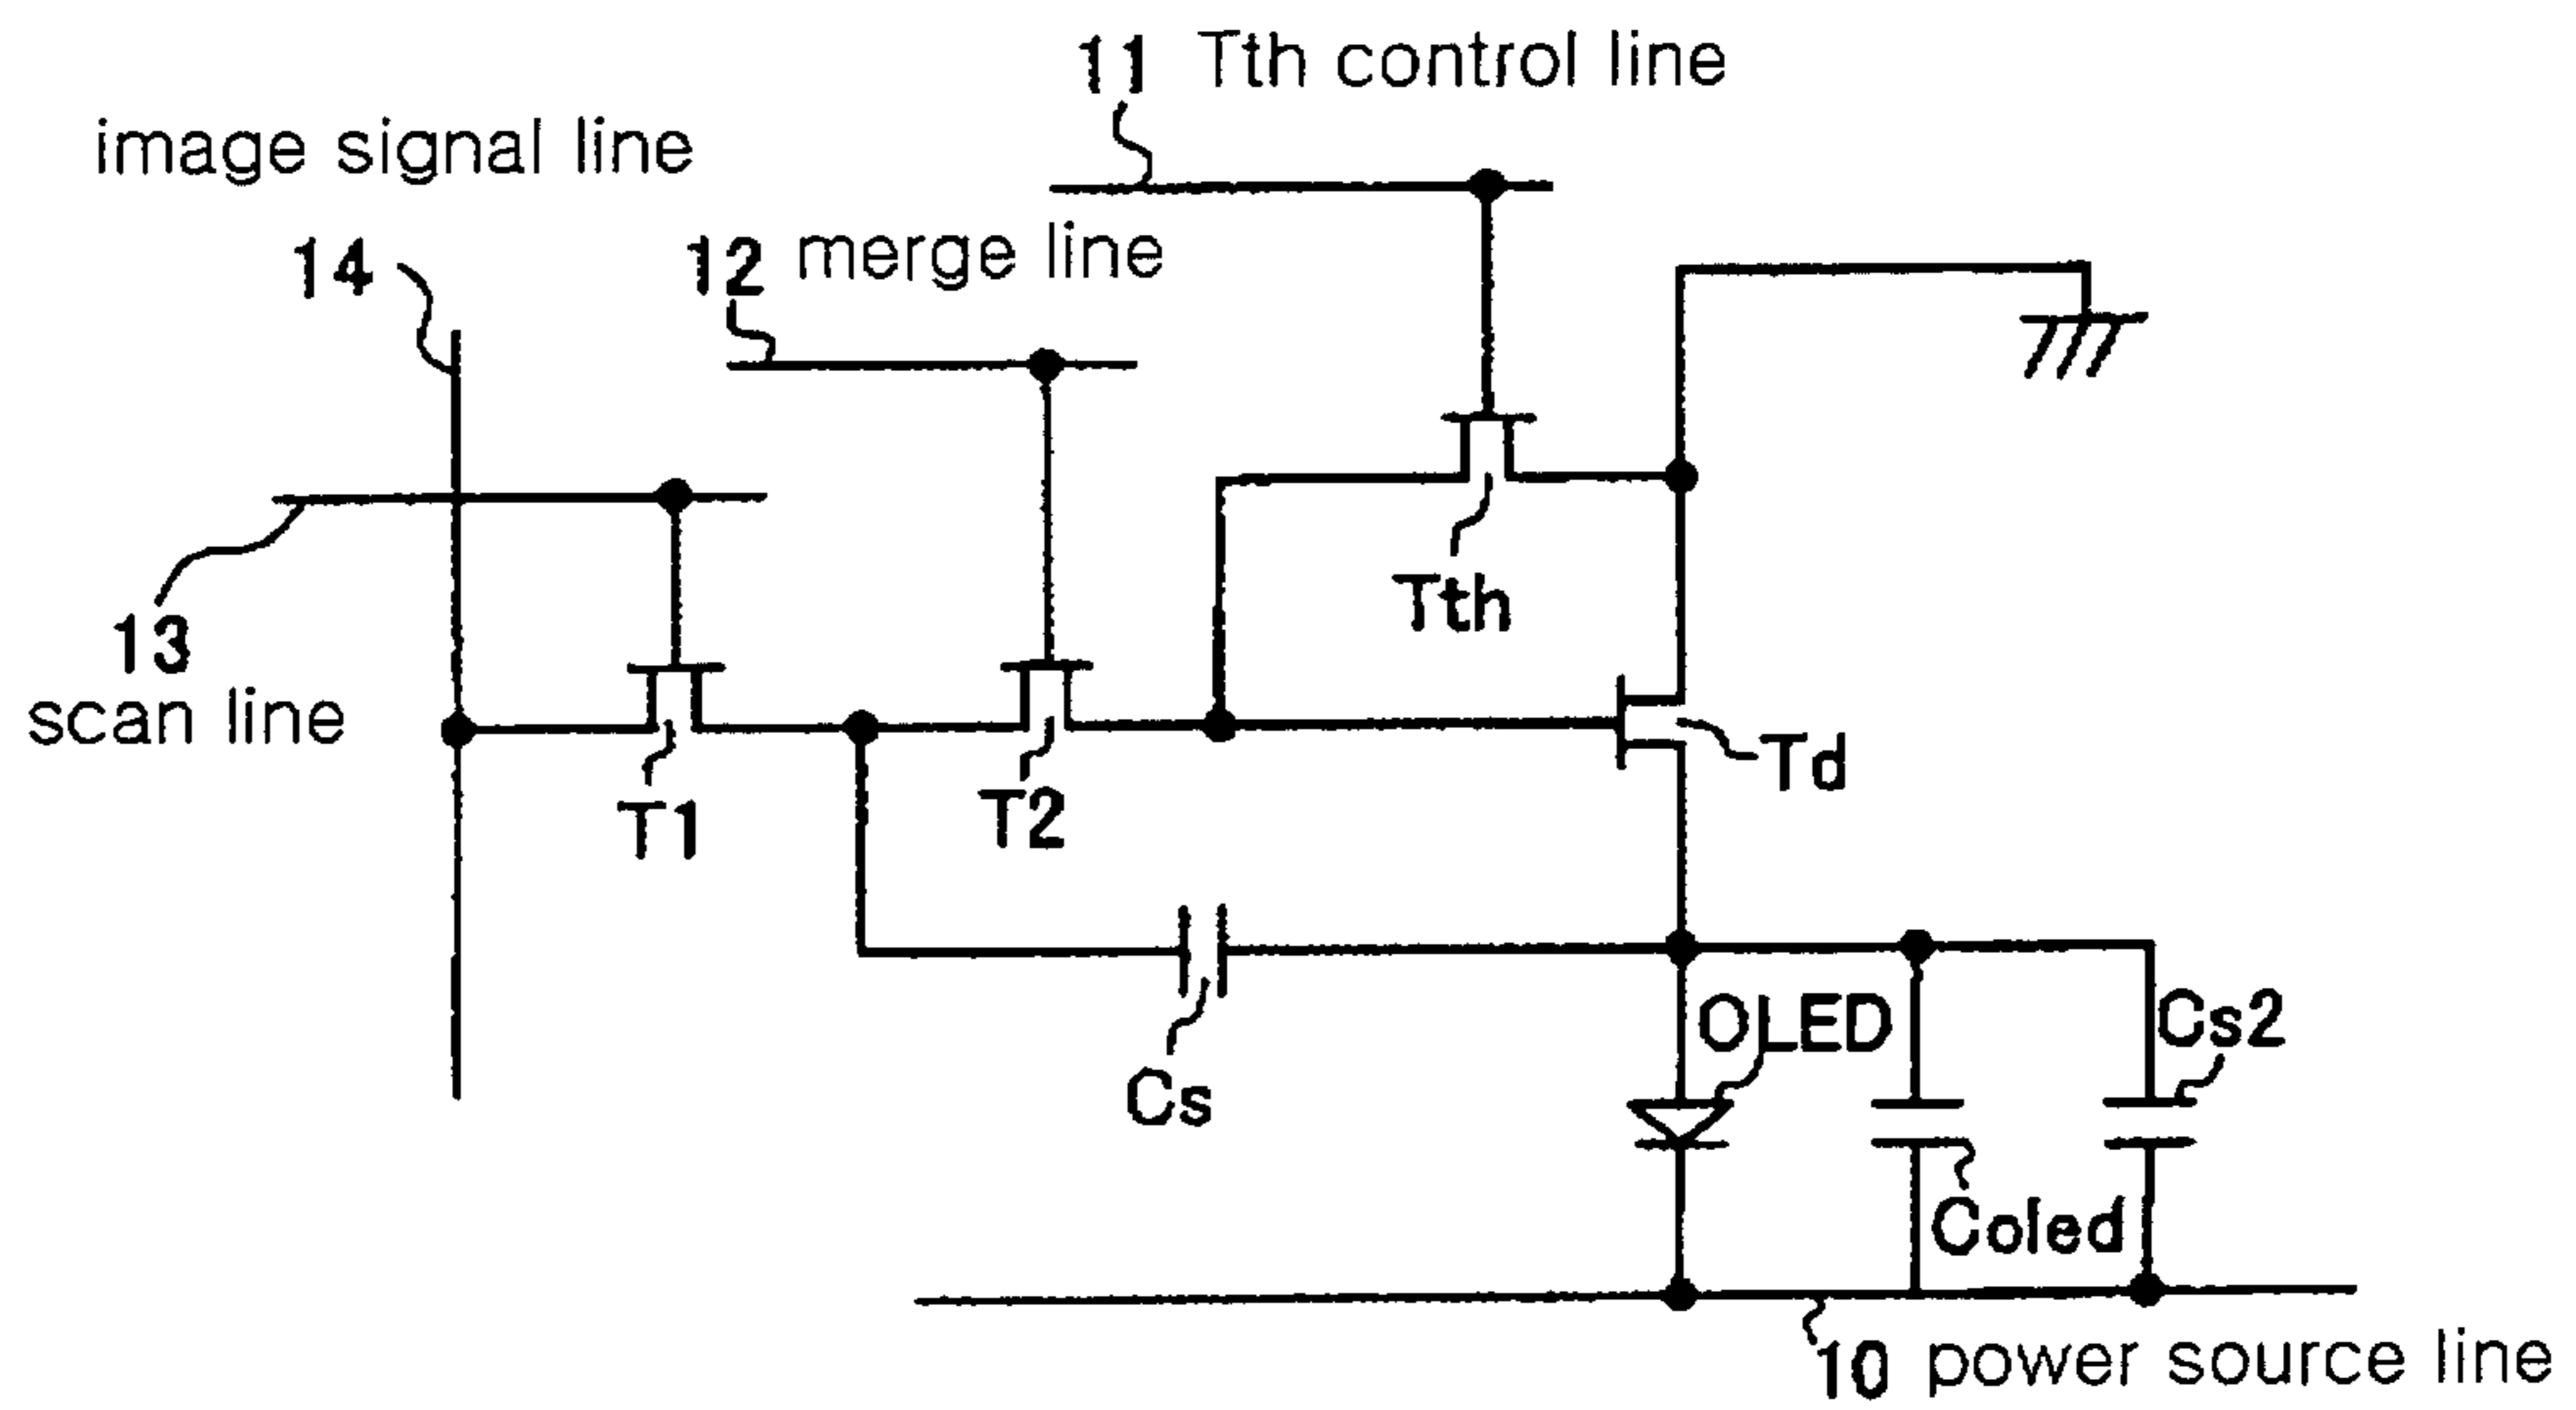 11 Tth control line
image signal line
14
12 merge line
13
scan line
Tth
Td
T1
T2
OLED
Cs2
Cs
Coled
10 power source line